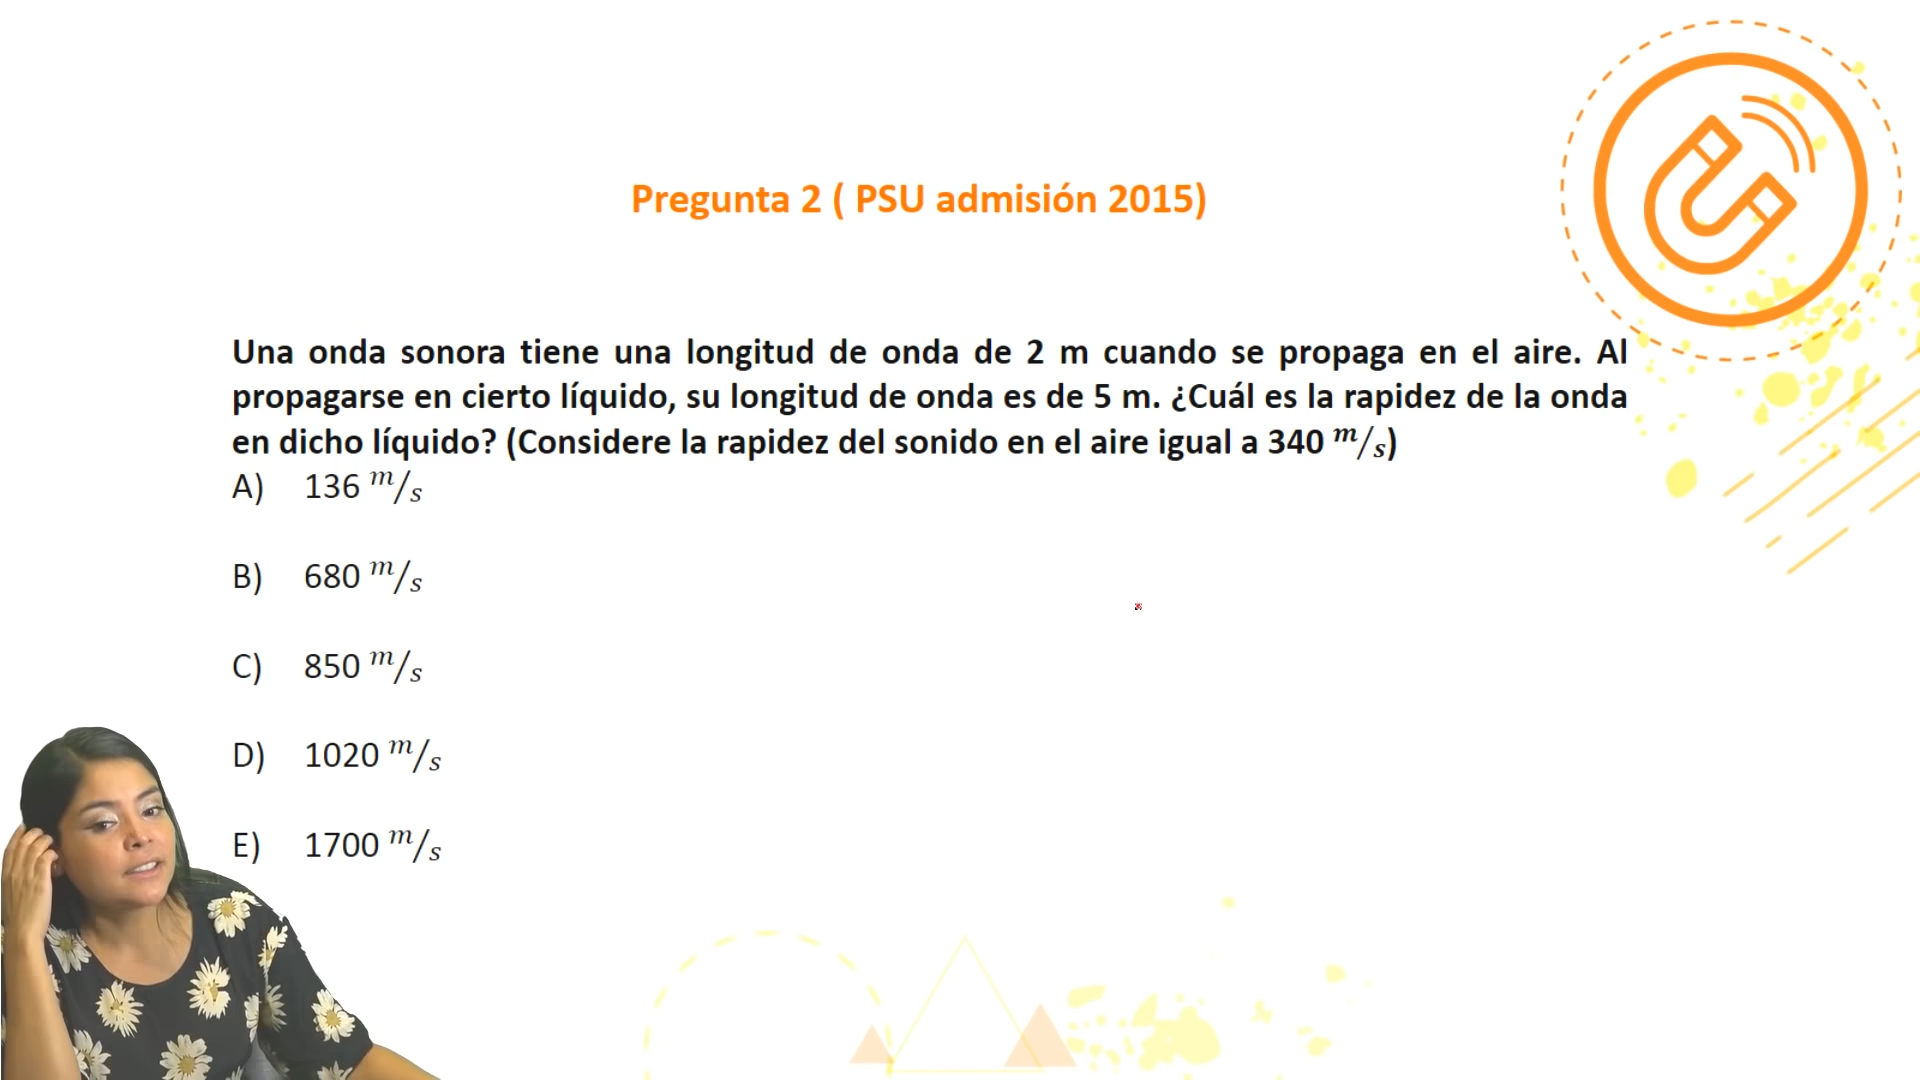 Pregunta 2 ( PSU admisión 2015)
Una onda sonora tiene una longitud de onda de 2 m cuando se propaga en el aire. Al
propagarse en cierto líquido, su longitud de onda es de 5 m. ¿Cuál es la rapidez de la onda
en dicho líquido? (Considere la rapidez del sonido en el aire igual a 340 m/s)
A) 136 m/s
B) 680 m/s
C) 850 m/s
D) 1020 m/s
E) 1700 m/s